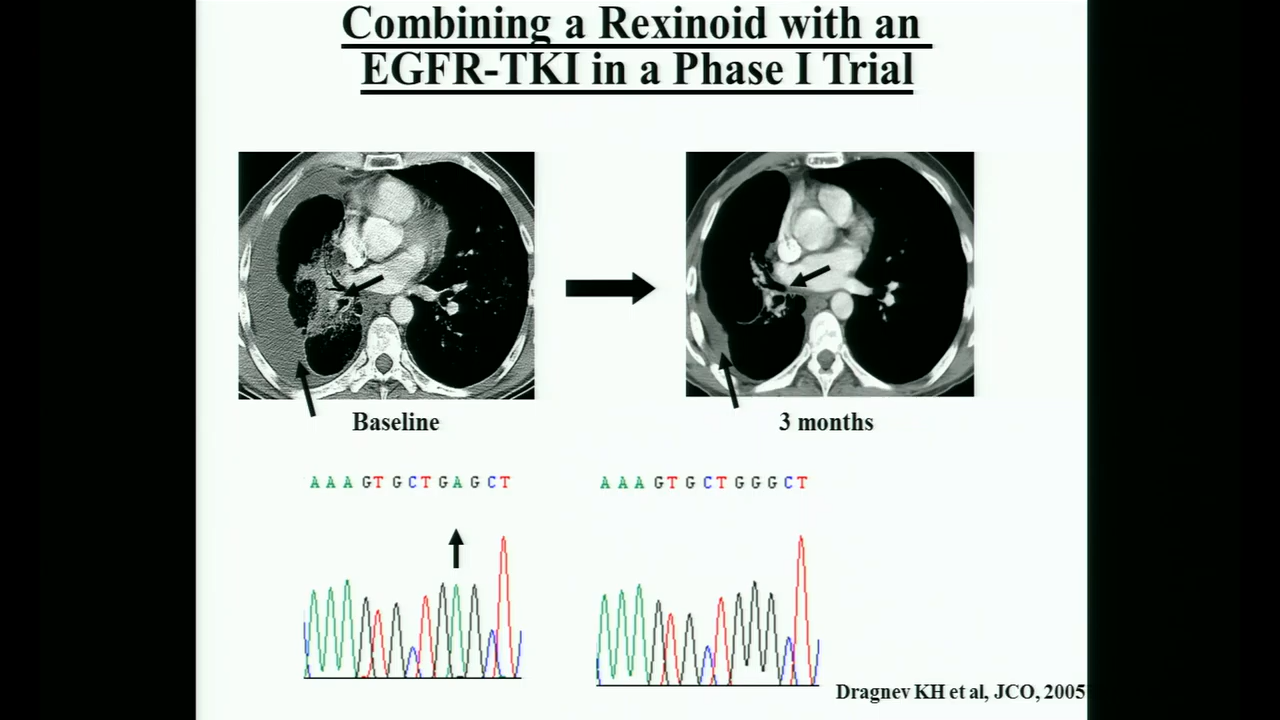 Combining a Rexinoid with an
EGFR-TKI in a Phase I Trial
Baseline
3 months
A A A G T G C T G A G C T
A A A G T G C T G G G C T
Dragnev KH et al, JCO, 2005